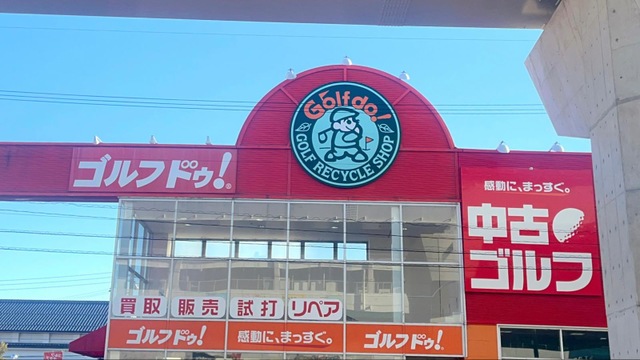 Golfdo!
GOLF RECYCLE SHOP
ゴルフドゥ!®
感動に、まっすぐ。
中古
ゴルフ
買取 販売 試打 リペア
ゴルフドゥ! 感動に、まっすぐ。 ゴルフドゥ!